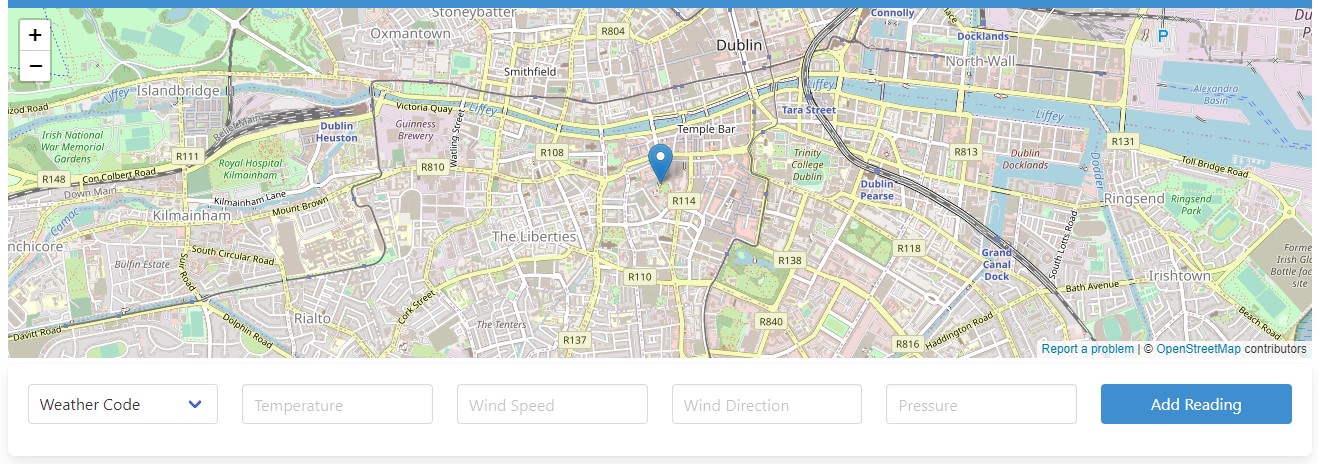 +
−
Stoneybatter
Oxmantown
R804
Dublin
Connolly
Docklands
P
North Wall
Smithfield
Islandbridge
Liffey
Victoria Quay
Liffey
Liffey
Tara Street
Liffey
Alexandra
Basin
Irish National
War Memorial
Gardens
Dublin
Heuston
Guinness
Brewery
Watling Street
Temple Bar
R111
R148
Con Colbert Road
Royal Hospital
Kilmainham
R810
R108
Trinity
College
Dublin
R813
Dublin
Docklands
R131
Toll Bridge Road
Dodder
Down Main
Kilmainham Lane
Camac
Kilmainham
Mount Brown
R114
Dublin
Pearse
Ringsend
Ringsend
Park
nchicore
South Circular Road
Bulfin Estate
Suir Road
The Liberties
R110
R138
R118
Grand
Canal
Dock
South Lotts Road
Bath Avenue
Irishtown
Forme
Irish Gla
Bottle fac
site
Beach Road
Davitt Road
Dolphin Road
Rialto
Cork Street
The Tenters
R137
R840
R816
Haddington Road
Report a problem | © OpenStreetMap contributors
Weather Code
Temperature
Wind Speed
Wind Direction
Pressure
Add Reading